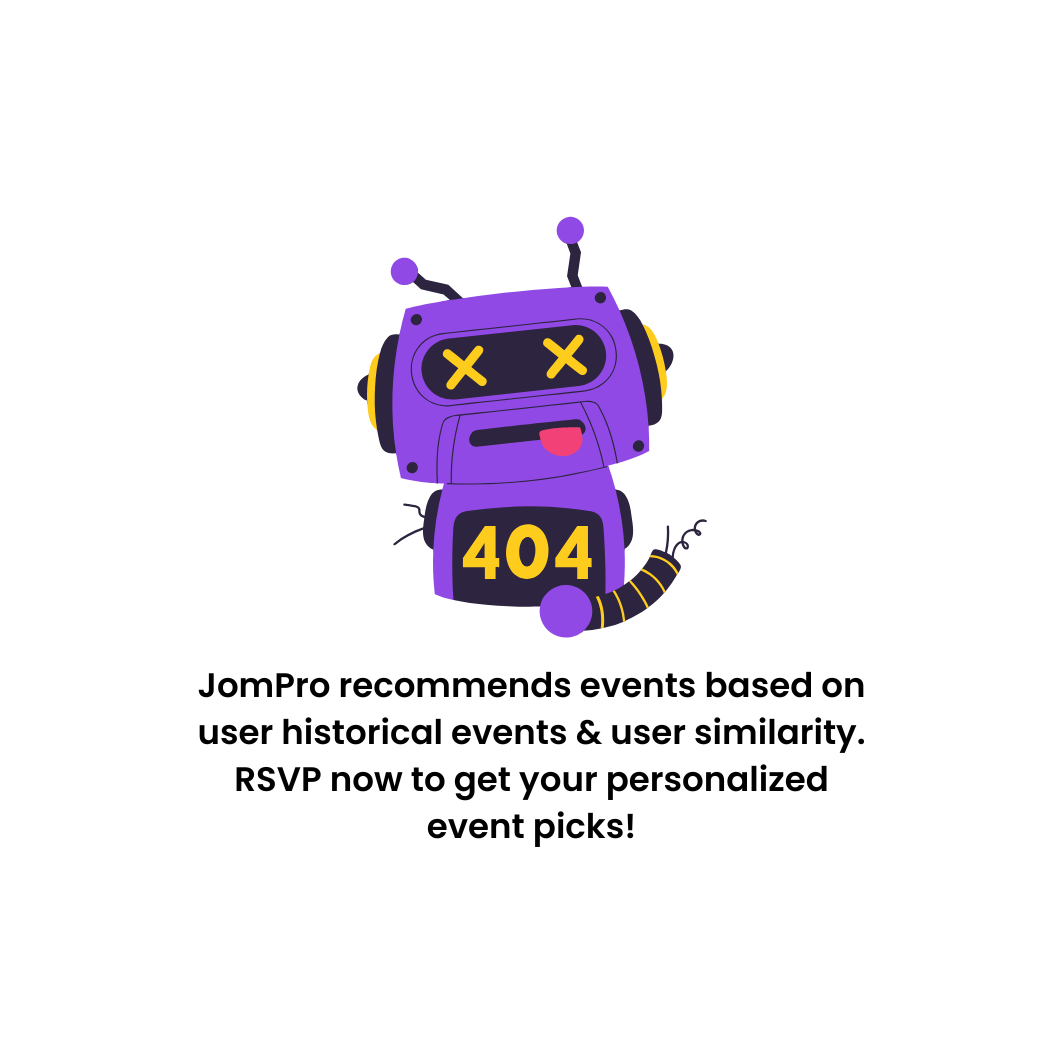 404
JomPro recommends events based on
user historical events & user similarity.
RSVP now to get your personalized
event picks!